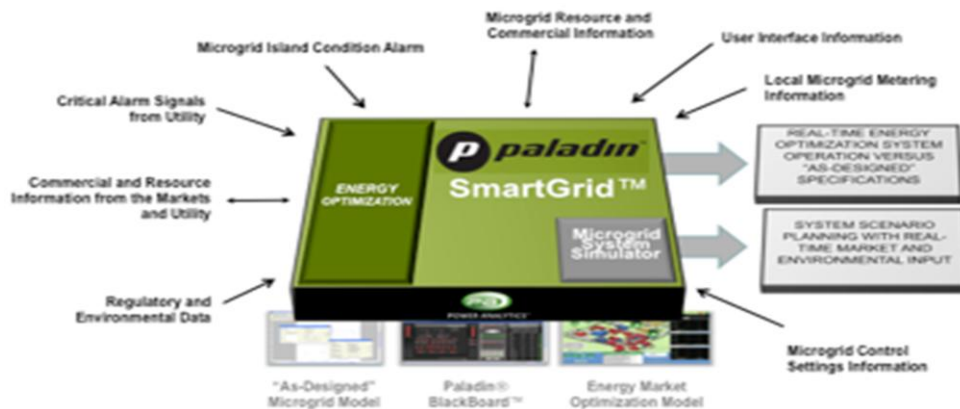 Microgrid Resource and
Commercial Information
Microgrid Island Condition Alarm
User Interface Information
Critical Alarm Signals
from Utility
Local Microgrid Metering
Information
Commercial and Resource
Information from the Markets
and Utility
ENERGY
OPTIMIZATION
P paladin
SmartGrid™
Microgrid
System
Simulator
REAL-TIME ENERGY
OPTIMIZATION SYSTEM
OPERATION VERSUS
"AS-DESIGNED"
SPECIFICATIONS
SYSTEM SCENARIO
PLANNING WITH REAL-
TIME MARKET AND
ENVIRONMENTAL INPUT
Regulatory and
Environmental Data
POWER ANALYTICS
Microgrid Control
Settings Information
"As-Designed"
Microgrid Model
Paladin®
BlackBoard™
Energy Market
Optimization Model